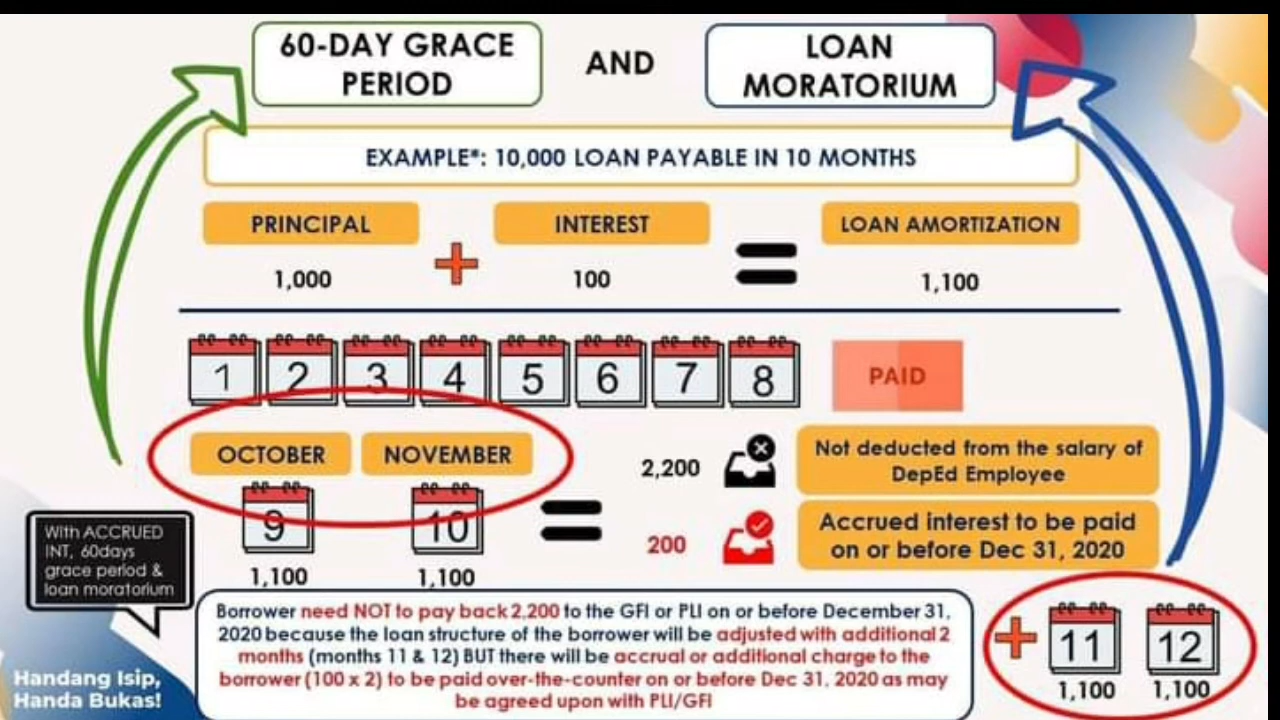 60-DAY GRACE
PERIOD
AND
LOAN
MORATORIUM
EXAMPLE*: 10,000 LOAN PAYABLE IN 10 MONTHS
PRINCIPAL
INTEREST
LOAN AMORTIZATION
1,000
+
100
=
1,100
1 2 3 4 5 6 7 8
PAID
OCTOBER
NOVEMBER
9
10
=
1,100
1,100
2,200
Not deducted from the salary of
DepEd Employee
200
Accrued interest to be paid
on or before Dec 31, 2020
With ACCRUED
INT, 60days
grace period &
loan moratorium
Borrower need NOT to pay back 2,200 to the GFI or PLI on or before December 31,
2020 because the loan structure of the borrower will be adjusted with additional 2
months (months 11 & 12) BUT there will be accrual or additional charge to the
borrower (100 x 2) to be paid over-the-counter on or before Dec 31, 2020 as may
be agreed upon with PLI/GFI
+
11
12
1,100
1,100
Handang Isip,
Handa Bukas!